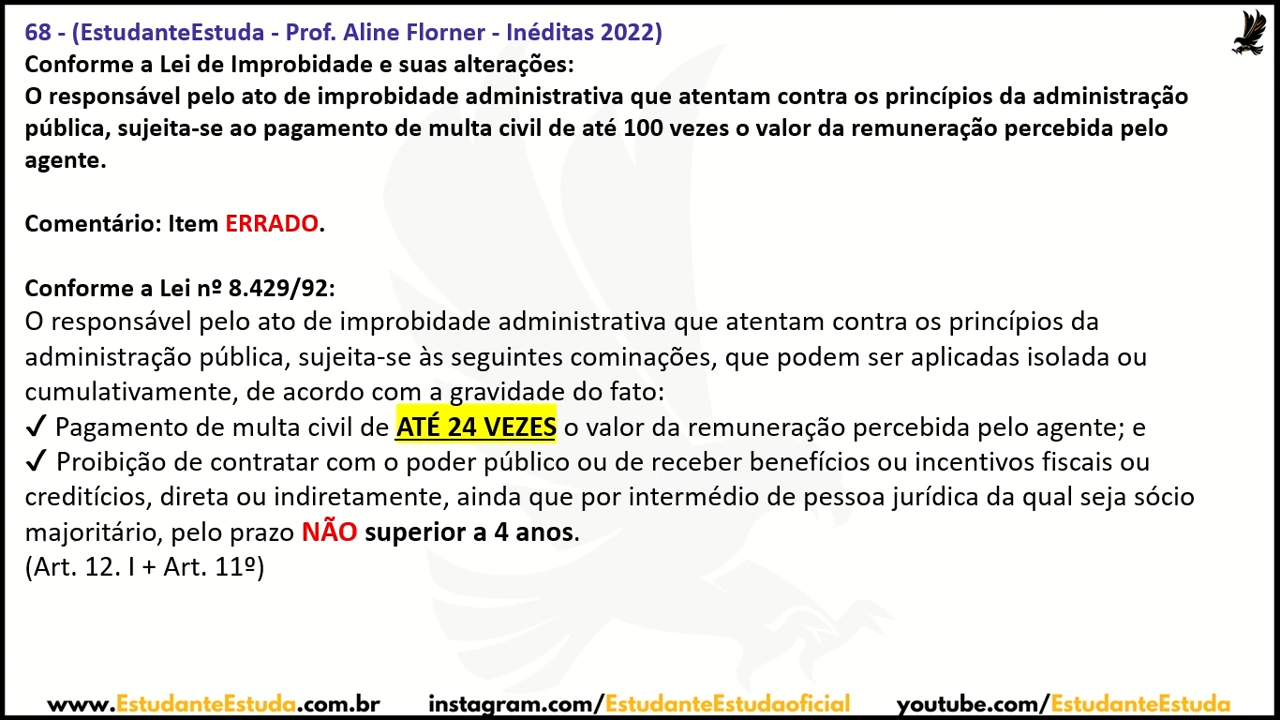 68 - (EstudanteEstuda - Prof. Aline Florner - Inéditas 2022)
Conforme a Lei de Improbidade e suas alterações:
O responsável pelo ato de improbidade administrativa que atentam contra os princípios da administração
pública, sujeita-se ao pagamento de multa civil de até 100 vezes o valor da remuneração percebida pelo
agente.
Comentário: Item ERRADO.
Conforme a Lei nº 8.429/92:
O responsável pelo ato de improbidade administrativa que atentam contra os princípios da
administração pública, sujeita-se às seguintes cominações, que podem ser aplicadas isolada ou
cumulativamente, de acordo com a gravidade do fato:
✓ Pagamento de multa civil de ATÉ 24 VEZES o valor da remuneração percebida pelo agente; e
✓ Proibição de contratar com o poder público ou de receber benefícios ou incentivos fiscais ou
creditícios, direta ou indiretamente, ainda que por intermédio de pessoa jurídica da qual seja sócio
majoritário, pelo prazo NÃO superior a 4 anos.
(Art. 12. I + Art. 11º)
www.EstudanteEstuda.com.br instagram.com/EstudanteEstudaoficial youtube.com/EstudanteEstuda